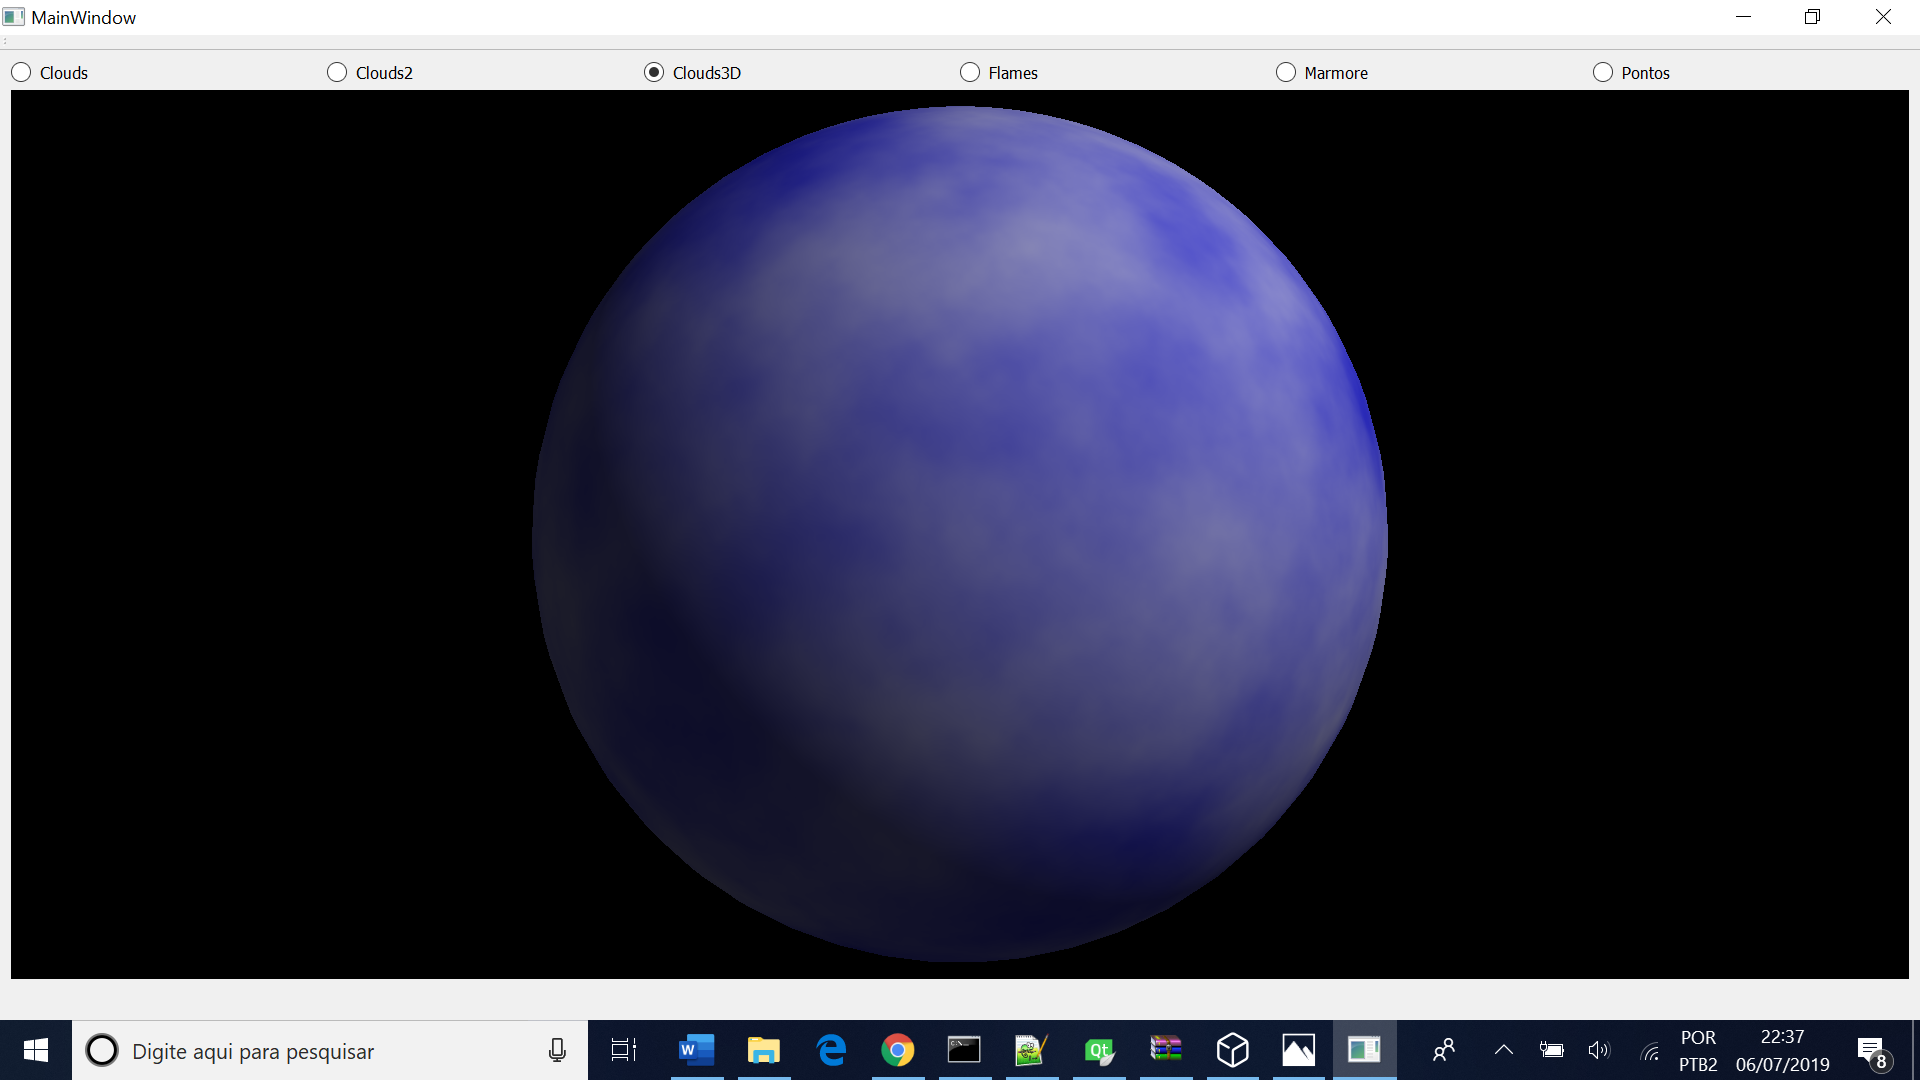 MainWindow
Clouds Clouds2 Clouds3D Flames Marmore Pontos
Digite aqui para pesquisar
POR
PTB2
22:37
06/07/2019
8